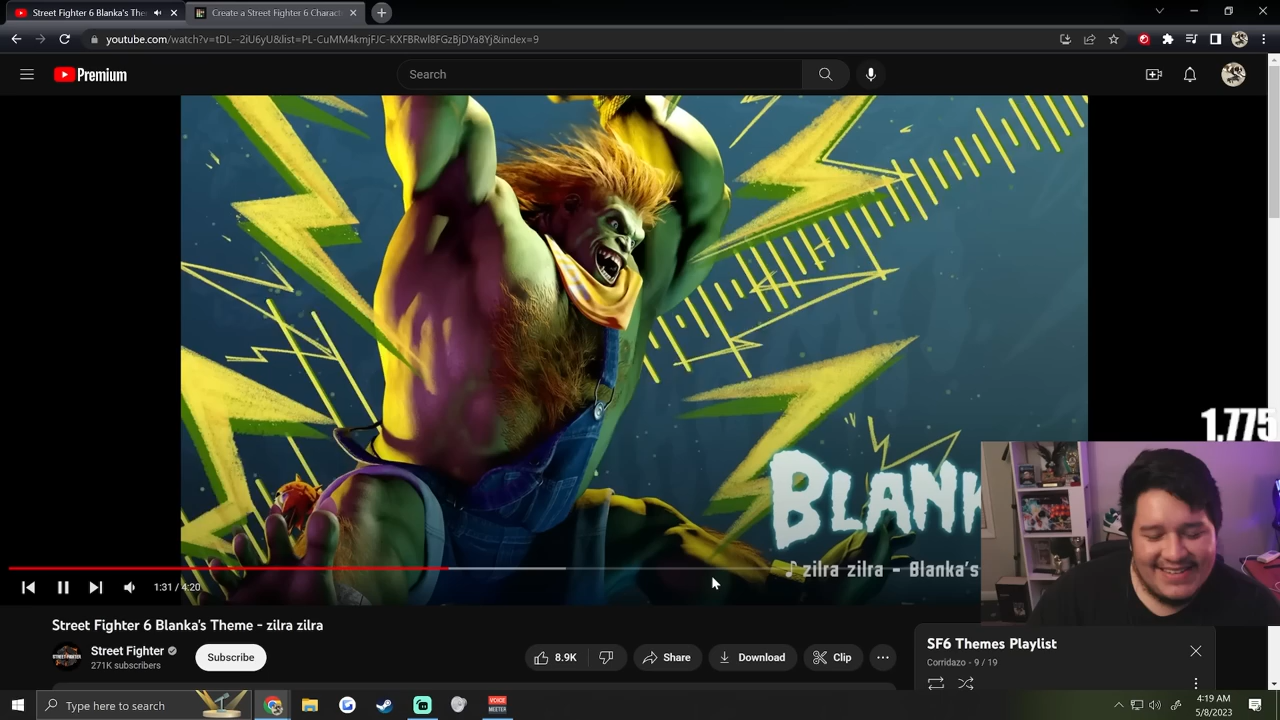 Street Fighter 6 Blanka's The
Create a Street Fighter 6 Charact
youtube.com/watch?v=tDL--2iU6yU&list=PL-CuMM4kmjFJC-KXFBRwl8FGzBjDYa8Yj&index=9
Premium
Search
BLANK
1,775
♪ zilra zilra - Blanka's
1:31 / 4:20
Street Fighter 6 Blanka's Theme - zilra zilra
Street Fighter
271K subscribers
Subscribe
8.9K
Share
Download
Clip
SF6 Themes Playlist
Corridazo - 9 / 19
Type here to search
VOICE
MEETER
4:19 AM
5/8/2023